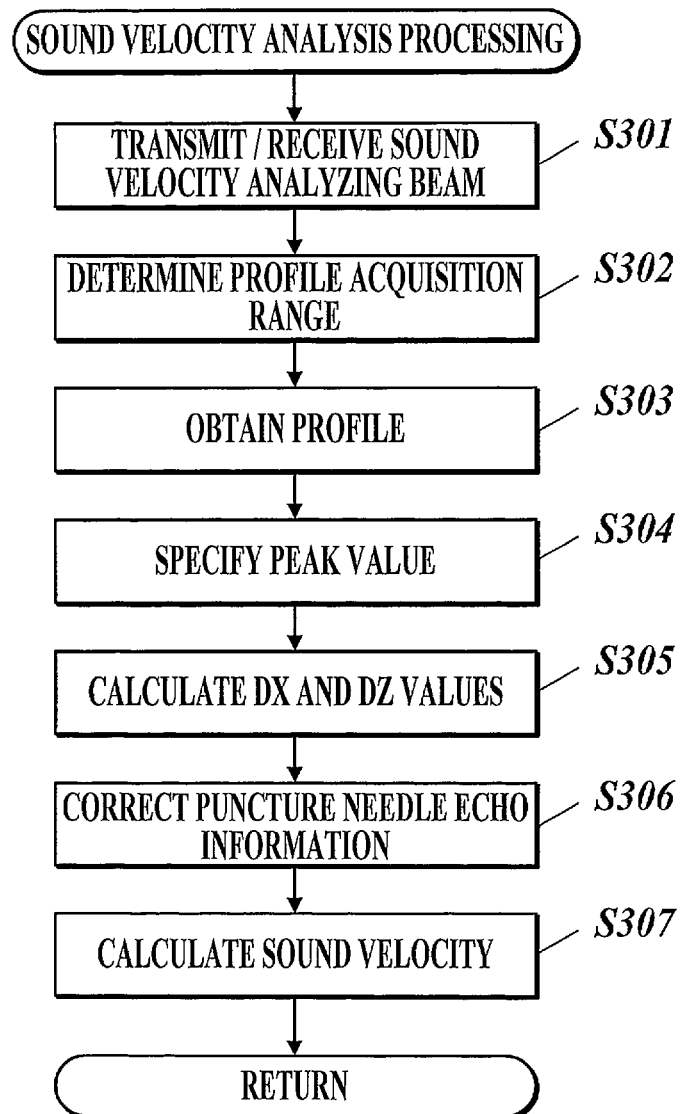 SOUND VELOCITY ANALYSIS PROCESSING
TRANSMIT / RECEIVE SOUND
VELOCITY ANALYZING BEAM
S301
DETERMINE PROFILE ACQUISITION
RANGE
S302
OBTAIN PROFILE
S303
SPECIFY PEAK VALUE
S304
CALCULATE DX AND DZ VALUES
S305
CORRECT PUNCTURE NEEDLE ECHO
INFORMATION
S306
CALCULATE SOUND VELOCITY
S307
RETURN